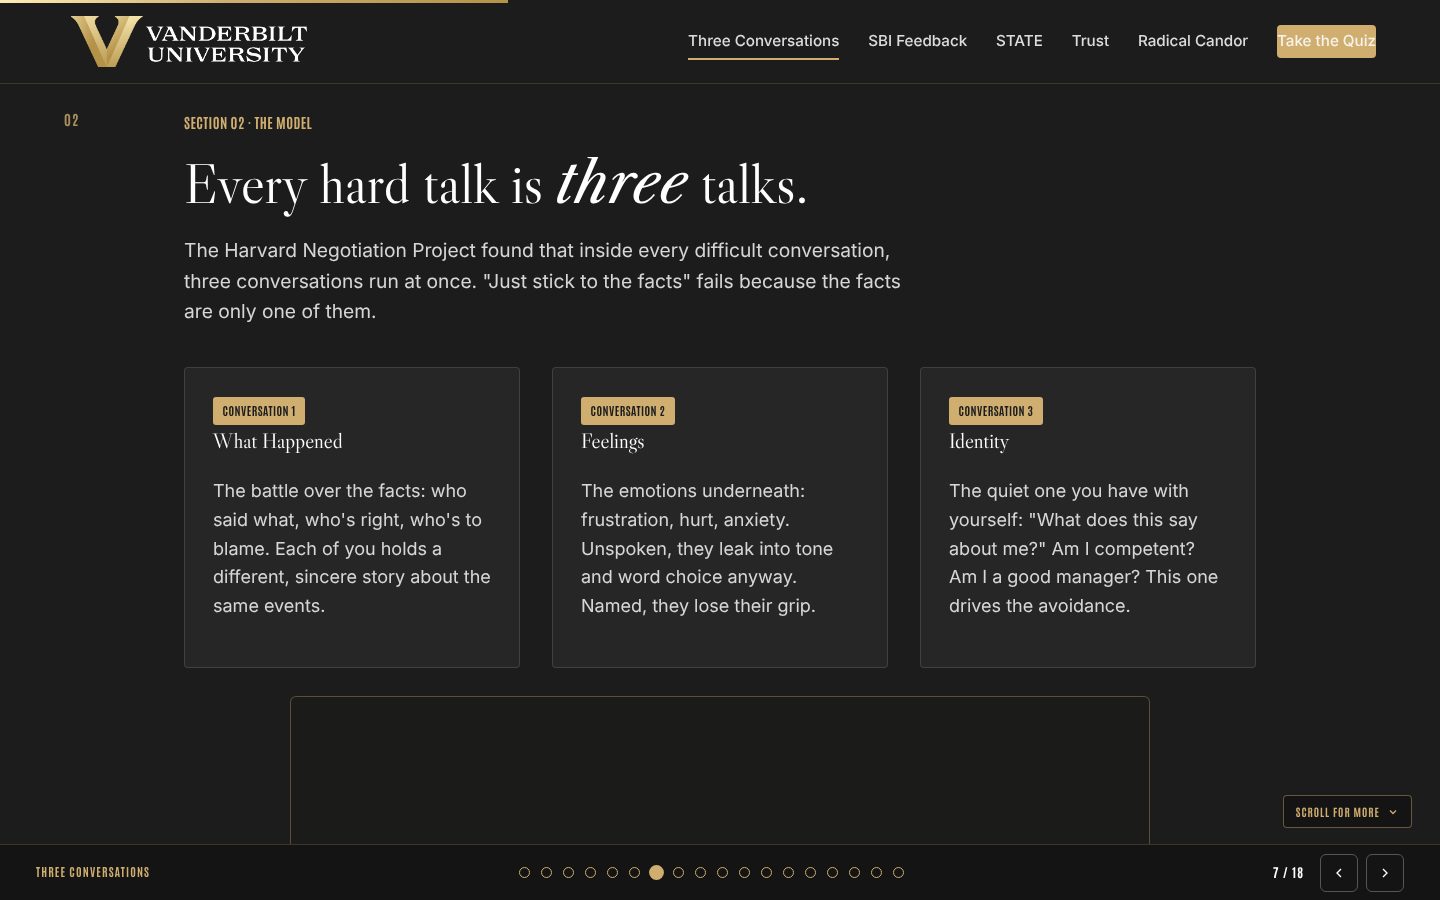 VANDERBILT
UNIVERSITY
Three Conversations
SBI Feedback
STATE
Trust
Radical Candor
Take the Quiz
02
SECTION 02 · THE MODEL
Every hard talk is three talks.
The Harvard Negotiation Project found that inside every difficult conversation,
three conversations run at once. "Just stick to the facts" fails because the facts
are only one of them.
CONVERSATION 1
What Happened
The battle over the facts: who
said what, who's right, who's to
blame. Each of you holds a
different, sincere story about the
same events.
CONVERSATION 2
Feelings
The emotions underneath:
frustration, hurt, anxiety.
Unspoken, they leak into tone
and word choice anyway.
Named, they lose their grip.
CONVERSATION 3
Identity
The quiet one you have with
yourself: "What does this say
about me?" Am I competent?
Am I a good manager? This one
drives the avoidance.
SCROLL FOR MORE
THREE CONVERSATIONS
7 / 18